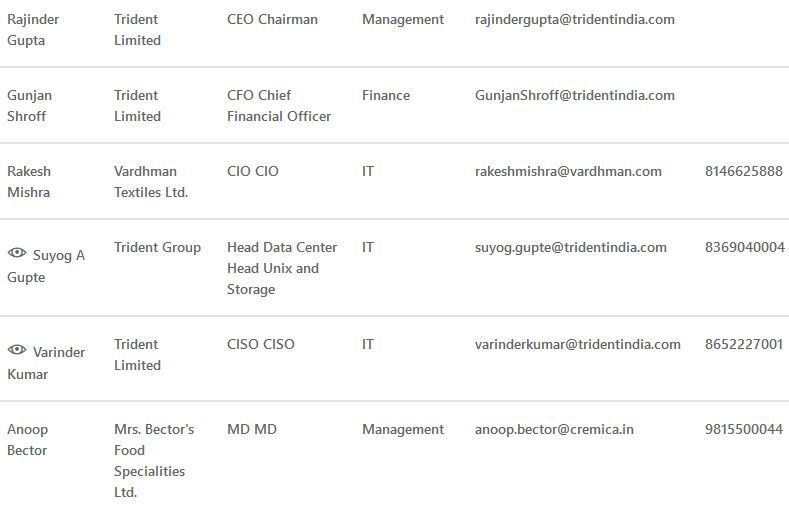 Rajinder Trident CEO Chairman Management rajindergupta@tridentindia.com
Gupta Limited
Gunjan Trident CFO Chief Finance GunjanShroff@tridentindia.com
Shroff Limited Financial Officer
Rakesh Vardhman CIO CIO IT rakeshmishra@vardhman.com 8146625888
Mishra Textiles Ltd.
Suyog A Trident Group Head Data Center IT suyog.gupte@tridentindia.com 8369040004
Gupte Head Unix and
Storage
Varinder Trident CISO CISO IT varinderkumar@tridentindia.com 8652227001
Kumar Limited
Anoop Mrs. Bector's MD MD Management anoop.bector@cremica.in 9815500044
Bector Food
Specialities
Ltd.